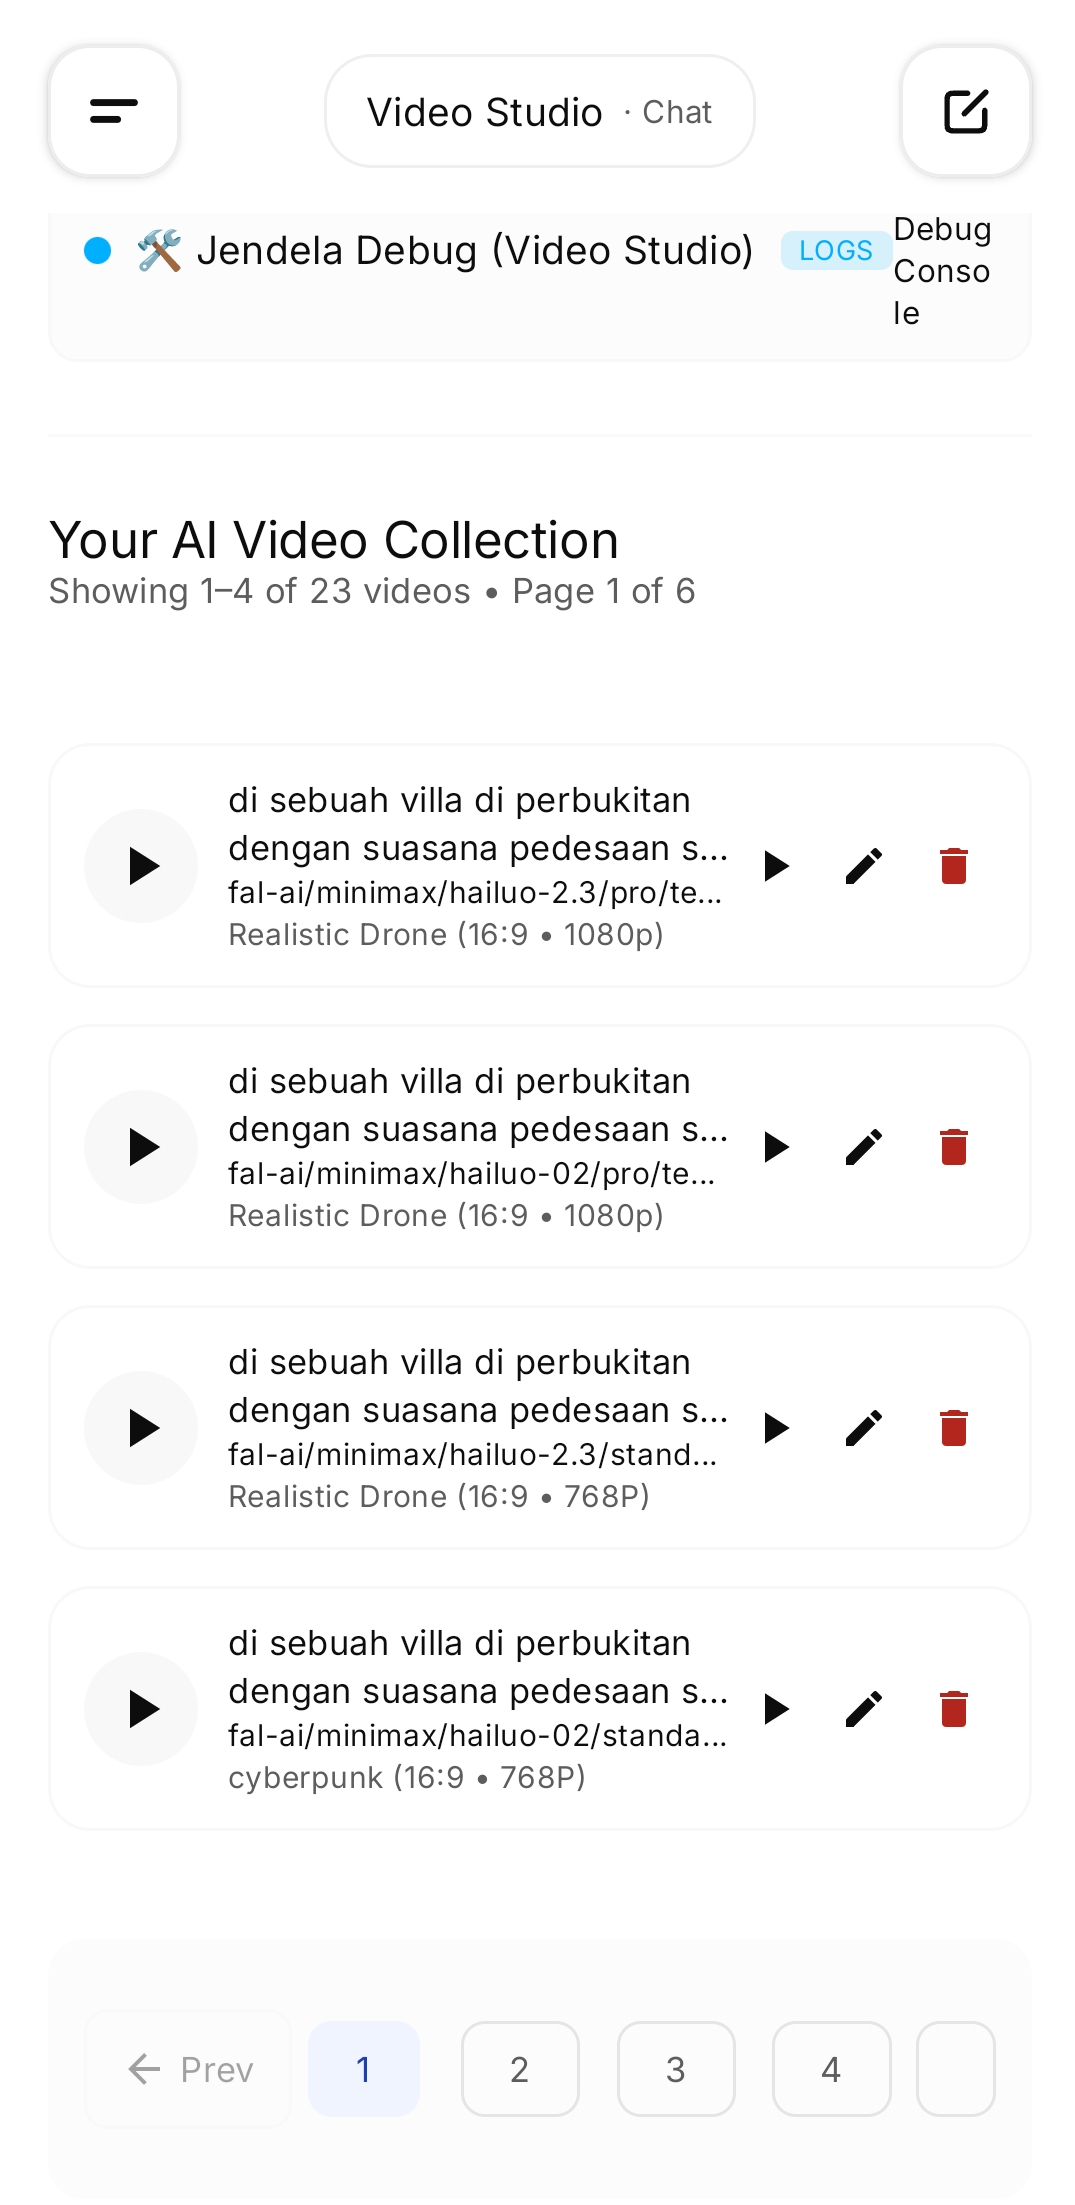 Video Studio · Chat
🛠️ Jendela Debug (Video Studio)
LOGS
Debug
Conso
le
Your AI Video Collection
Showing 1–4 of 23 videos • Page 1 of 6
di sebuah villa di perbukitan
dengan suasana pedesaan s...
fal-ai/minimax/hailuo-2.3/pro/te...
Realistic Drone (16:9 • 1080p)
di sebuah villa di perbukitan
dengan suasana pedesaan s...
fal-ai/minimax/hailuo-02/pro/te...
Realistic Drone (16:9 • 1080p)
di sebuah villa di perbukitan
dengan suasana pedesaan s...
fal-ai/minimax/hailuo-2.3/stand...
Realistic Drone (16:9 • 768P)
di sebuah villa di perbukitan
dengan suasana pedesaan s...
fal-ai/minimax/hailuo-02/standa...
cyberpunk (16:9 • 768P)
Prev 1 2 3 4